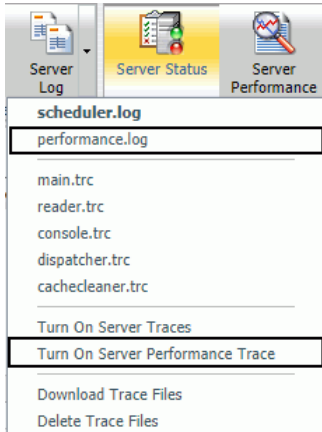 Server
Log
Server Status
Server
Performance
scheduler.log
performance.log
main.trc
reader.trc
console.trc
dispatcher.trc
cachecleaner.trc
Turn On Server Traces
Turn On Server Performance Trace
Download Trace Files
Delete Trace Files